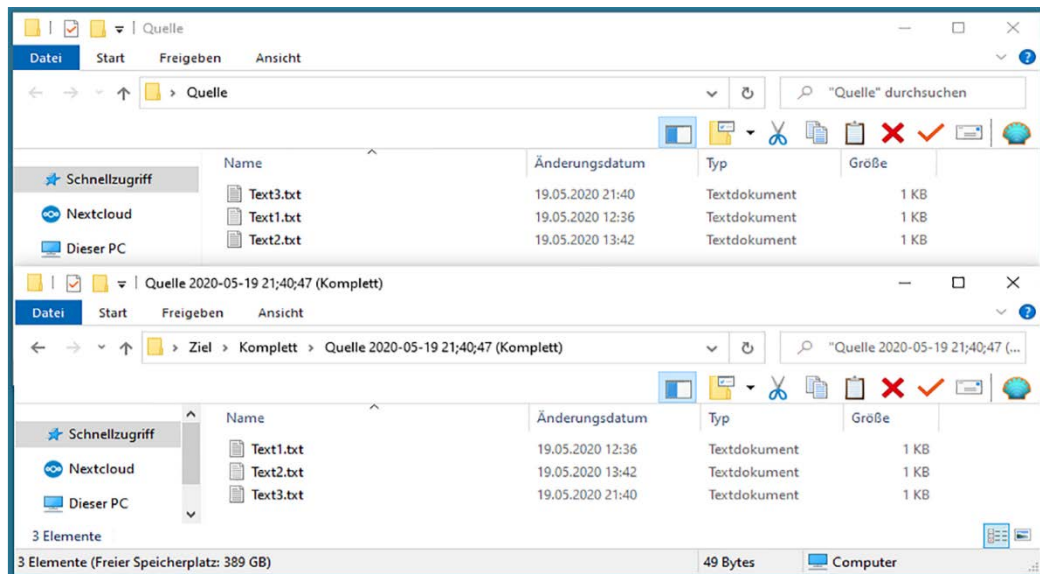 Quelle
Datei Start Freigeben Ansicht
Quelle "Quelle" durchsuchen
Name Änderungsdatum Typ Größe
Schnellzugriff
Text3.txt 19.05.2020 21:40 Textdokument 1 KB
Nextcloud Text1.txt 19.05.2020 12:36 Textdokument 1 KB
Text2.txt 19.05.2020 13:42 Textdokument 1 KB
Dieser PC
Quelle 2020-05-19 21;40;47 (Komplett)
Datei Start Freigeben Ansicht
Ziel Komplett Quelle 2020-05-19 21;40;47 (Komplett) "Quelle 2020-05-19 21;40;47 (...
Name Änderungsdatum Typ Größe
Schnellzugriff
Text1.txt 19.05.2020 12:36 Textdokument 1 KB
Nextcloud Text2.txt 19.05.2020 13:42 Textdokument 1 KB
Text3.txt 19.05.2020 21:40 Textdokument 1 KB
Dieser PC
3 Elemente
3 Elemente (Freier Speicherplatz: 389 GB) 49 Bytes Computer